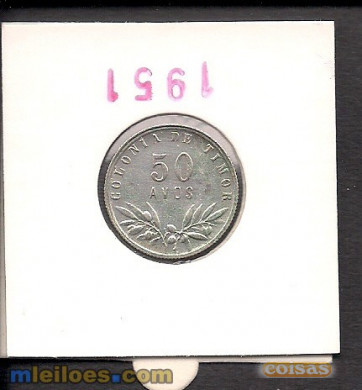 1951
COLONIA DE TIMOR
50
AVOS
mleiloes.com
coisas